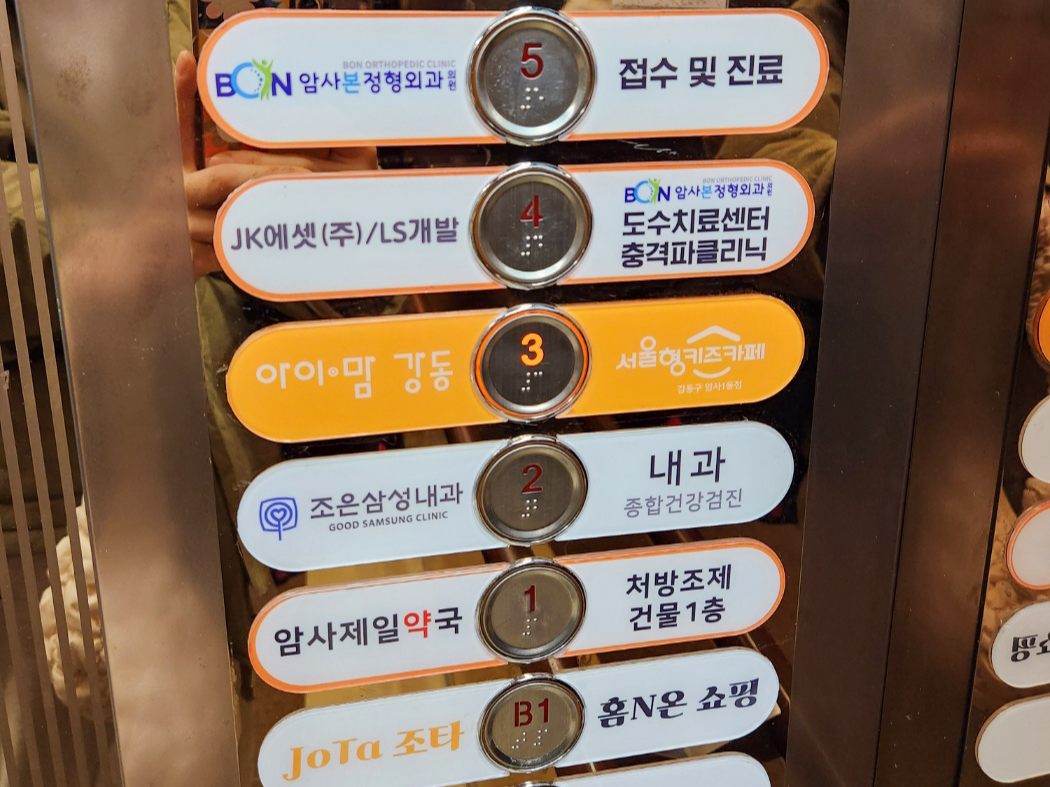 BON ORTHOPEDIC CLINIC
BON 암사본정형외과의원
5
접수 및 진료
JK에셋(주)/LS개발
4
BON ORTHOPEDIC CLINIC
BON 암사본정형외과의원
도수치료센터
충격파클리닉
아이•맘 강동
3
서울형키즈카페
강동구 암사1동점
조은삼성내과
GOOD SAMSUNG CLINIC
2
내과
종합건강검진
암사제일약국
1
처방조제
건물1층
JoTa 조타
B1
홈N온 쇼핑